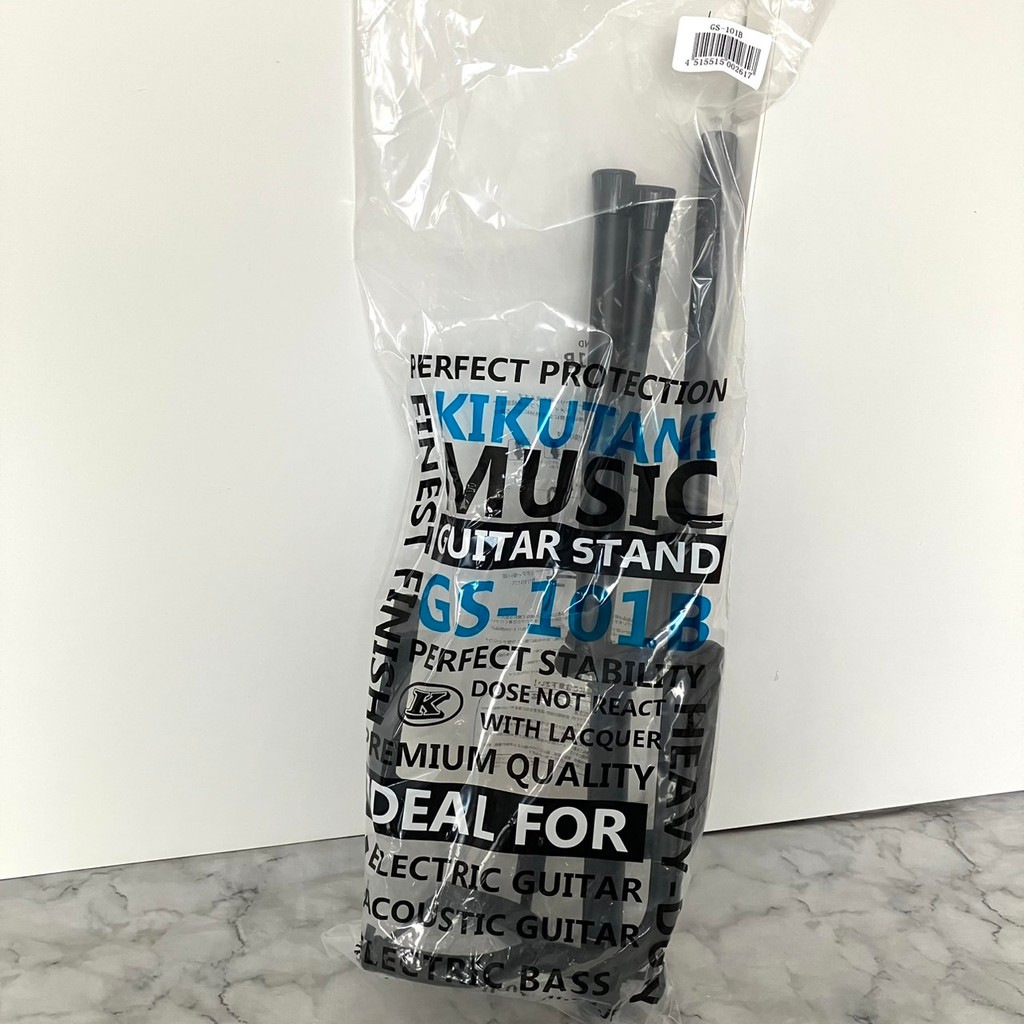 GS-101B
4 515515 002617
PERFECT PROTECTION
KIKUTANI
MUSIC
GUITAR STAND
GS-101B
PERFECT STABILITY
K
DOSE NOT REACT
WITH LACQUER
PREMIUM QUALITY
IDEAL FOR
ELECTRIC GUITAR
ACOUSTIC GUITAR
ELECTRIC BASS
FINEST FINISH
HEAVY-DUTY